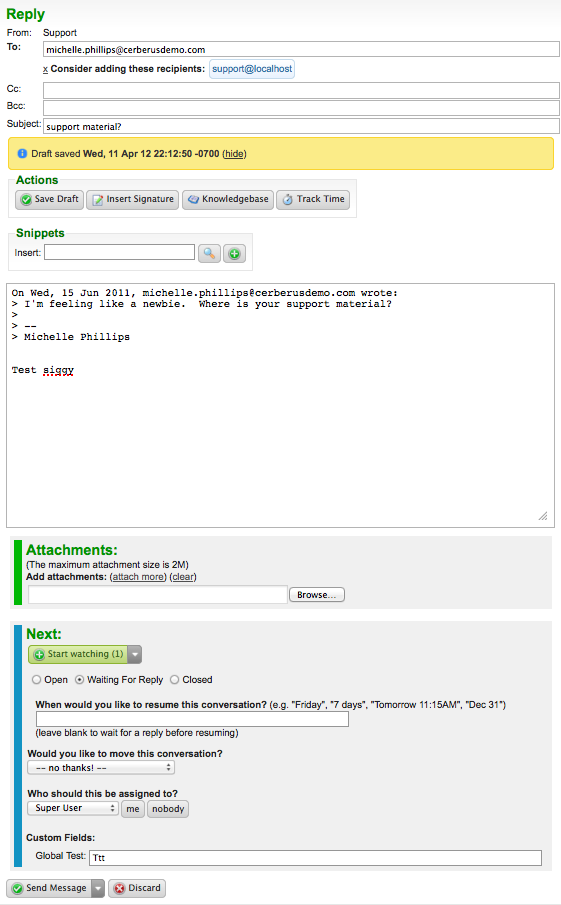 Reply
From: Support
To: michelle.phillips@cerberusdemo.com
x Consider adding these recipients: support@localhost
Cc:
Bcc:
Subject: support material?
Draft saved Wed, 11 Apr 12 22:12:50 -0700 (hide)
Actions
Save Draft Insert Signature Knowledgebase Track Time
Snippets
Insert:
On Wed, 15 Jun 2011, michelle.phillips@cerberusdemo.com wrote:
> I'm feeling like a newbie.  Where is your support material?
>
> --
> Michelle Phillips
Test siggy
Attachments:
(The maximum attachment size is 2M)
Add attachments: (attach more) (clear)
Browse...
Next:
Start watching (1)
Open Waiting For Reply Closed
When would you like to resume this conversation? (e.g. "Friday", "7 days", "Tomorrow 11:15AM", "Dec 31")
(leave blank to wait for a reply before resuming)
Would you like to move this conversation?
-- no thanks! --
Who should this be assigned to?
Super User me nobody
Custom Fields:
Global Test: Ttt
Send Message Discard